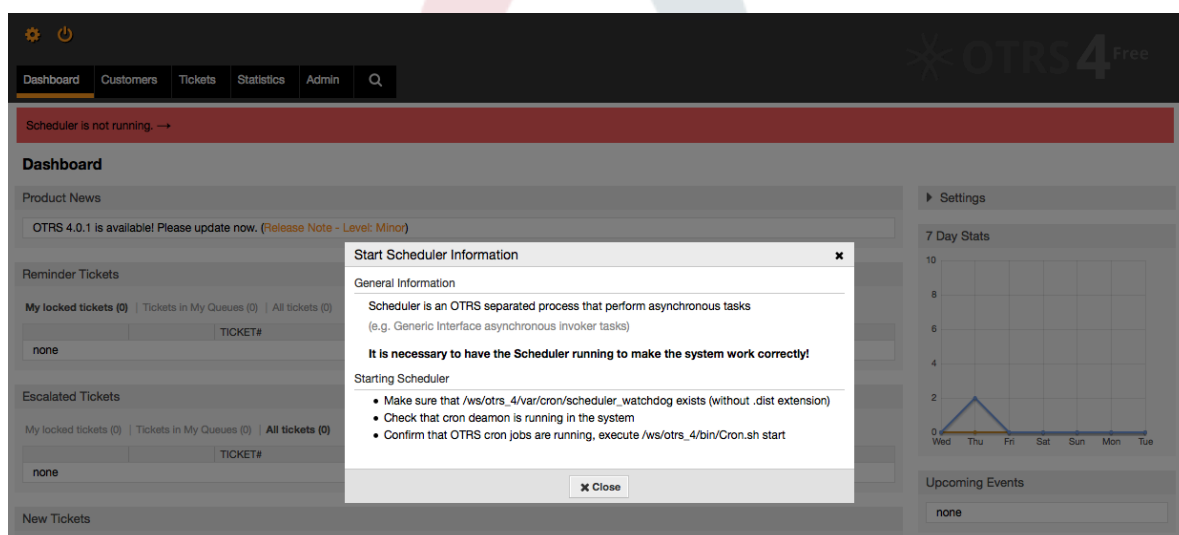 OTRS 4 Free
Dashboard Customers Tickets Statistics Admin
Scheduler is not running. →
Dashboard
Product News
OTRS 4.0.1 is available! Please update now. (Release Note - Level: Minor)
Reminder Tickets
My locked tickets (0) | Tickets in My Queues (0) | All tickets (0)
TICKET#
none
Escalated Tickets
My locked tickets (0) | Tickets in My Queues (0) | All tickets (0)
TICKET#
none
New Tickets
Start Scheduler Information
General Information
Scheduler is an OTRS separated process that perform asynchronous tasks
(e.g. Generic Interface asynchronous invoker tasks)
It is necessary to have the Scheduler running to make the system work correctly!
Starting Scheduler
• Make sure that /ws/otrs_4/var/cron/scheduler_watchdog exists (without .dist extension)
• Check that cron deamon is running in the system
• Confirm that OTRS cron jobs are running, execute /ws/otrs_4/bin/Cron.sh start
Close
Settings
7 Day Stats
10
8
6
4
2
0
Wed Thu Fri Sat Sun Mon Tue
Upcoming Events
none